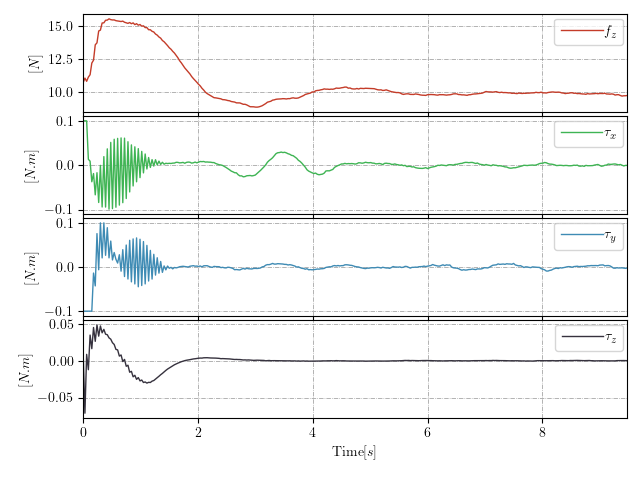 15.0
12.5
10.0
[N]
f_z
0.1
0.0
−0.1
[N.m]
τ_x
0.1
0.0
−0.1
[N.m]
τ_y
0.05
0.00
−0.05
[N.m]
τ_z
0 2 4 6 8
Time[s]